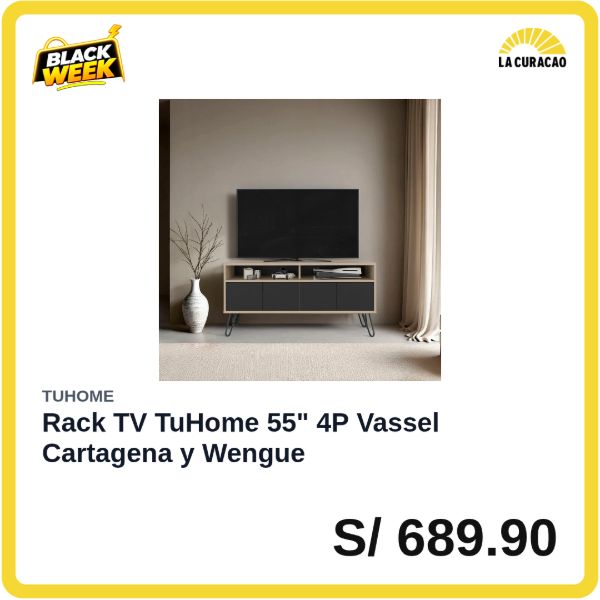 BLACK
WEEK
LA CURACAO
TUHOME
Rack TV TuHome 55" 4P Vassel
Cartagena y Wengue
S/ 689.90